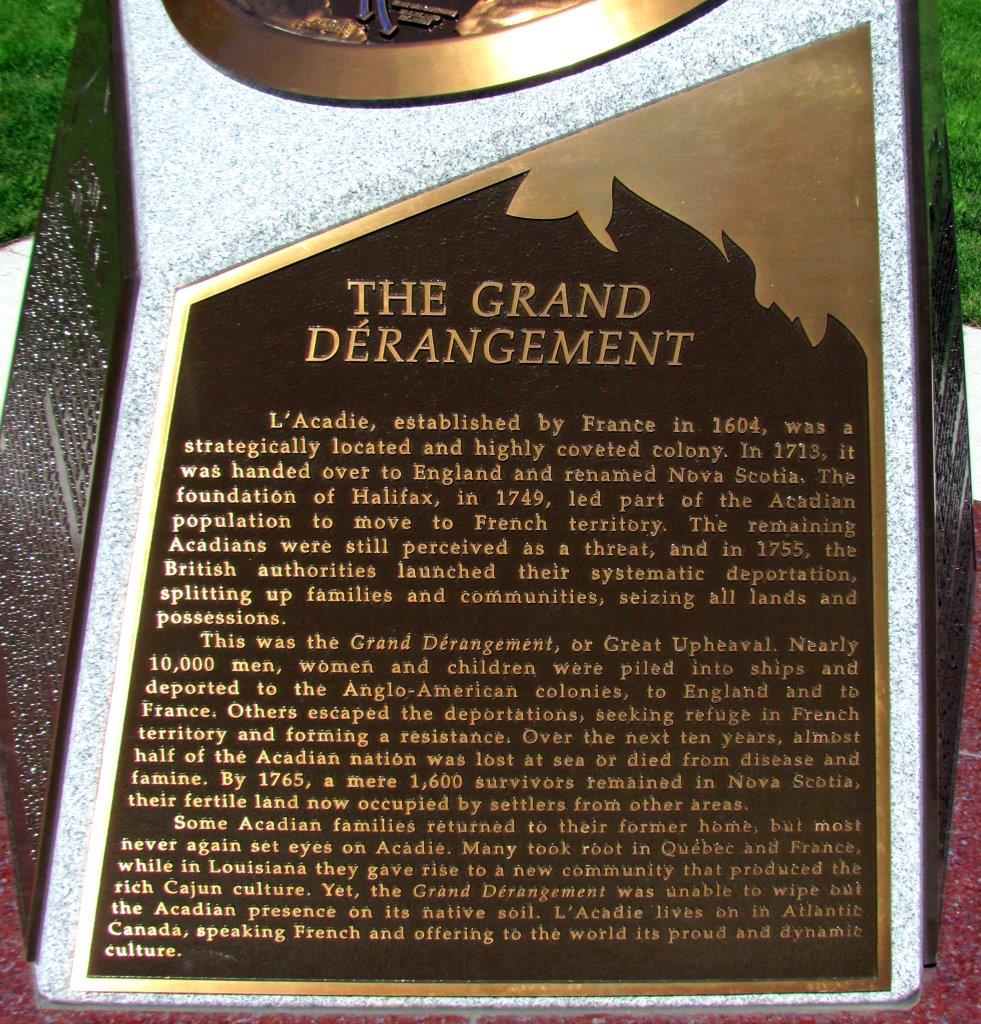 THE GRAND
DÉRANGEMENT
L'Acadie, established by France in 1604, was a
strategically located and highly coveted colony. In 1713, it
was handed over to England and renamed Nova Scotia. The
foundation of Halifax, in 1749, led part of the Acadian
population to move to French territory. The remaining
Acadians were still perceived as a threat, and in 1755, the
British authorities launched their systematic deportation,
splitting up families and communities, seizing all lands and
possessions.
This was the Grand Dérangement, or Great Upheaval. Nearly
10,000 men, women and children were piled into ships and
deported to the Anglo-American colonies, to England and to
France. Others escaped the deportations, seeking refuge in French
territory and forming a resistance. Over the next ten years, almost
half of the Acadian nation was lost at sea or died from disease and
famine. By 1765, a mere 1,600 survivors remained in Nova Scotia,
their fertile land now occupied by settlers from other areas.
Some Acadian families returned to their former home, but most
never again set eyes on Acadie. Many took root in Québec and France,
while in Louisiana they gave rise to a new community that produced the
rich Cajun culture. Yet, the Grand Dérangement was unable to wipe out
the Acadian presence on its native soil. L'Acadie lives on in Atlantic
Canada, speaking French and offering to the world its proud and dynamic
culture.